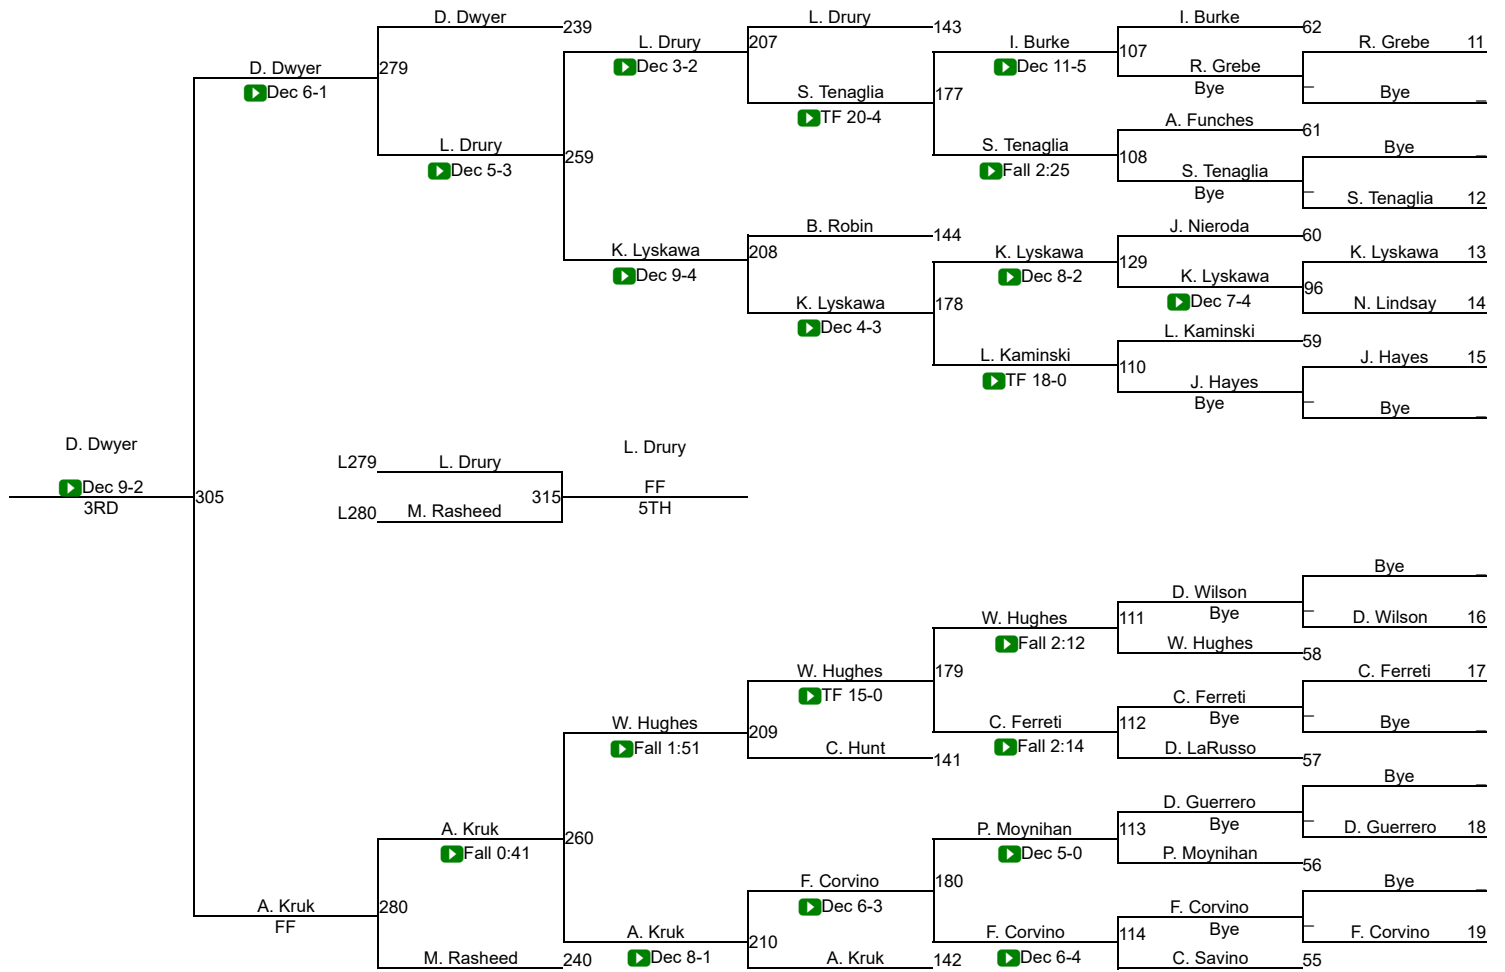 D. Dwyer
239
L. Drury
143
I. Burke
62
L. Drury
207
Dec 3-2
I. Burke
107
Dec 11-5
R. Grebe
11
D. Dwyer
279
Dec 6-1
R. Grebe
Bye
_
Bye
_
S. Tenaglia
177
TF 20-4
A. Funches
61
L. Drury
259
Dec 5-3
S. Tenaglia
108
Fall 2:25
Bye
_
S. Tenaglia
Bye
_
S. Tenaglia
12
B. Robin
144
J. Nieroda
60
K. Lyskawa
208
Dec 9-4
K. Lyskawa
129
Dec 8-2
K. Lyskawa
13
K. Lyskawa
96
Dec 7-4
K. Lyskawa
178
Dec 4-3
N. Lindsay
14
L. Kaminski
59
L. Kaminski
110
TF 18-0
J. Hayes
15
J. Hayes
Bye
_
Bye
_
D. Dwyer
L. Drury
L279
L. Drury
Dec 9-2
305
3RD
315
FF
5TH
L280
M. Rasheed
Bye
_
D. Wilson
Bye
_
W. Hughes
111
Fall 2:12
D. Wilson
16
W. Hughes
58
W. Hughes
179
TF 15-0
C. Ferreti
17
C. Ferreti
Bye
_
W. Hughes
209
Fall 1:51
C. Ferreti
112
Fall 2:14
Bye
_
C. Hunt
141
D. LaRusso
57
Bye
_
D. Guerrero
Bye
_
A. Kruk
260
Fall 0:41
P. Moynihan
113
Dec 5-0
D. Guerrero
18
P. Moynihan
56
F. Corvino
180
Dec 6-3
Bye
_
A. Kruk
280
FF
F. Corvino
Bye
_
A. Kruk
210
Dec 8-1
F. Corvino
114
Dec 6-4
F. Corvino
19
M. Rasheed
240
A. Kruk
142
C. Savino
55